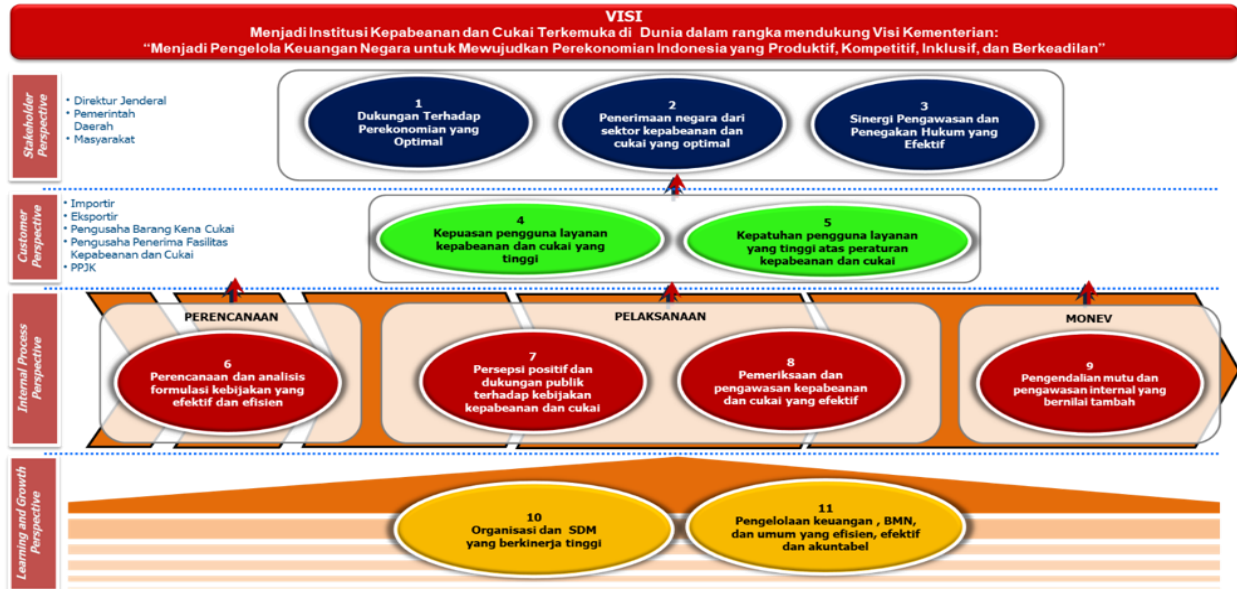 VISI
Menjadi Institusi Kepabeanan dan Cukai Terkemuka di Dunia dalam rangka mendukung Visi Kementerian:
“Menjadi Pengelola Keuangan Negara untuk Mewujudkan Perekonomian Indonesia yang Produktif, Kompetitif, Inklusif, dan Berkeadilan”
Stakeholder
Perspective
• Direktur Jenderal
• Pemerintah
Daerah
• Masyarakat
1
Dukungan Terhadap
Perekonomian yang
Optimal
2
Penerimaan negara dari
sektor kepabeanan dan
cukai yang optimal
3
Sinergi Pengawasan dan
Penegakan Hukum yang
Efektif
Customer
Perspective
• Importir
• Eksportir
• Pengusaha Barang Kena Cukai
• Pengusaha Penerima Fasilitas
Kepabeanan dan Cukai
• PPJK
4
Kepuasan pengguna layanan
kepabeanan dan cukai yang
tinggi
5
Kepatuhan pengguna layanan
yang tinggi atas peraturan
kepabeanan dan cukai
Internal Process
Perspective
PERENCANAAN
6
Perencanaan dan analisis
formulasi kebijakan yang
efektif dan efisien
PELAKSANAAN
7
Persepsi positif dan
dukungan publik
terhadap kebijakan
kepabeanan dan cukai
8
Pemeriksaan dan
pengawasan kepabeanan
dan cukai yang efektif
MONEV
9
Pengendalian mutu dan
pengawasan internal yang
bernilai tambah
Learning and Growth
Perspective
10
Organisasi dan SDM
yang berkinerja tinggi
11
Pengelolaan keuangan , BMN,
dan umum yang efisien, efektif
dan akuntabel